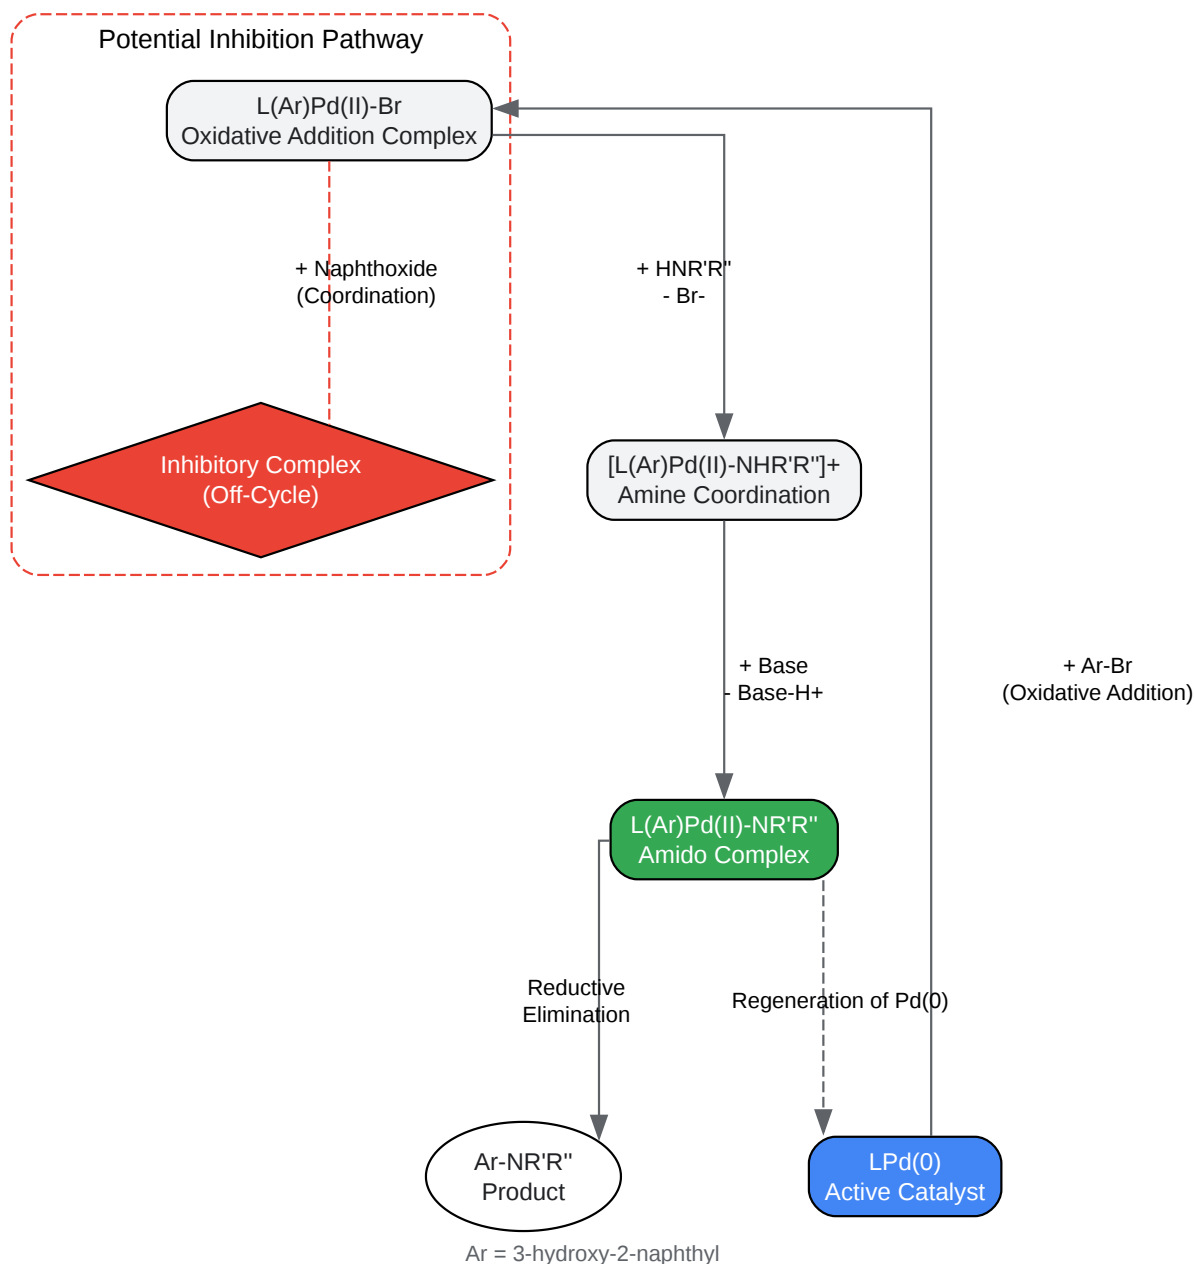 Potential Inhibition Pathway
L(Ar)Pd(II)-Br
Oxidative Addition Complex
+ Naphthoxide
(Coordination)
+ HNR'R"
- Br-
Inhibitory Complex
(Off-Cycle)
[L(Ar)Pd(II)-NHR'R"]+
Amine Coordination
+ Base
- Base-H+
+ Ar-Br
(Oxidative Addition)
L(Ar)Pd(II)-NR'R"
Amido Complex
Reductive
Elimination
Regeneration of Pd(0)
Ar-NR'R"
Product
LPd(0)
Active Catalyst
Ar = 3-hydroxy-2-naphthyl